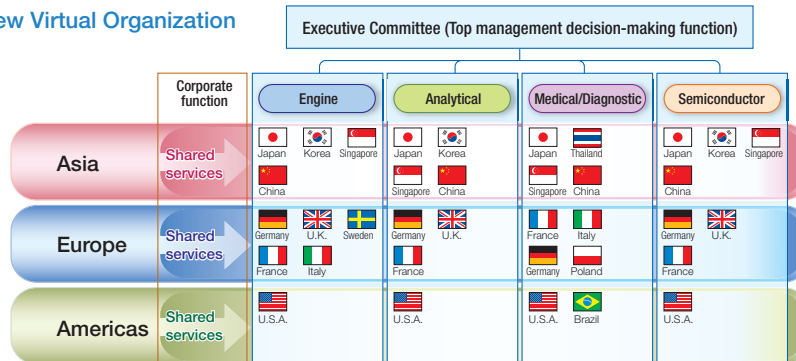 ew Virtual Organization
Executive Committee (Top management decision-making function)
Corporate
function
Engine
Analytical
Medical/Diagnostic
Semiconductor
Asia
Shared
services
Japan Korea Singapore
China
Japan Korea
Singapore China
Japan Thailand
Singapore China
Japan Korea Singapore
China
Europe
Shared
services
Germany U.K. Sweden
France Italy
Germany U.K.
France
France Italy
Germany Poland
Germany U.K.
France
Americas
Shared
services
U.S.A.
U.S.A.
U.S.A. Brazil
U.S.A.